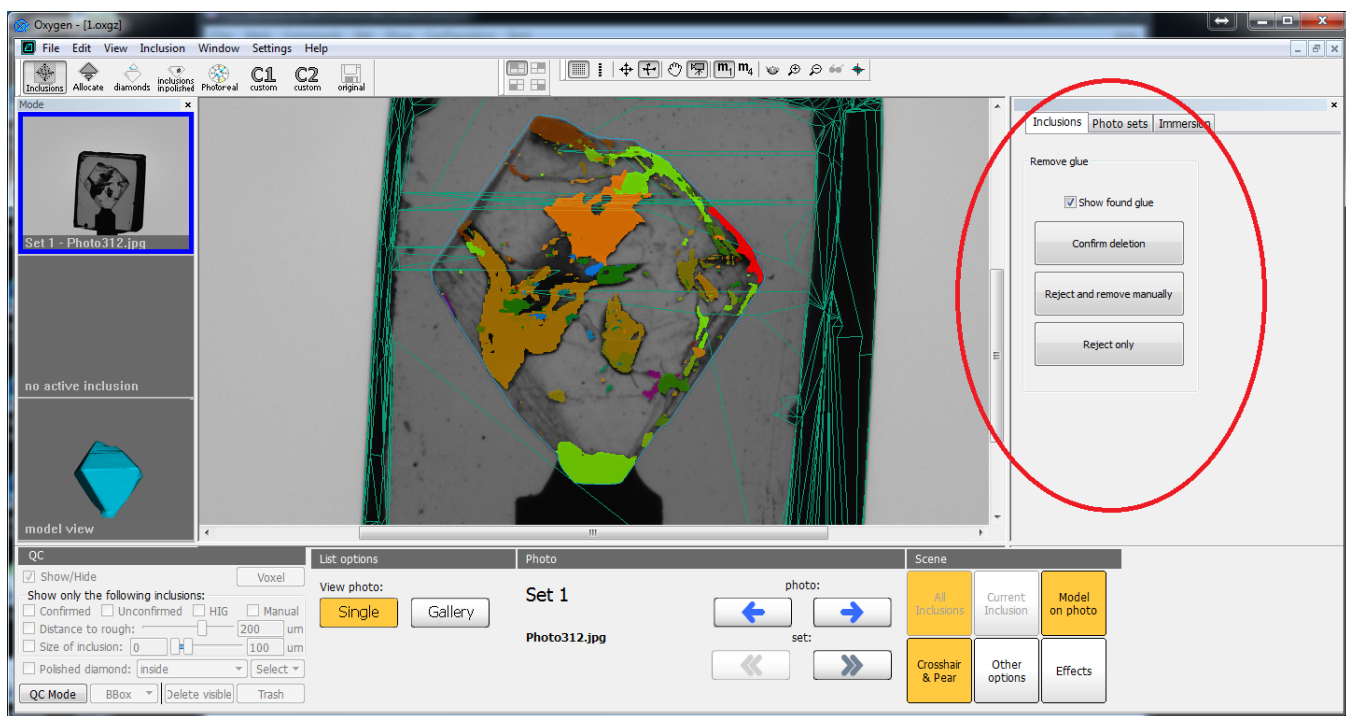 Oxygen - [1.oxgz]
File Edit View Inclusion Window Settings Help
Inclusions Allocate diamonds inclusions inpolished Photoreal C1 custom C2 custom original
m1 m4
Mode
Set 1 - Photo312.jpg
no active inclusion
model view
Inclusions Photo sets Immersion
Remove glue
Show found glue
Confirm deletion
Reject and remove manually
Reject only
QC
Show/Hide Voxel
Show only the following inclusions:
Confirmed Unconfirmed HIG Manual
Distance to rough: 200 um
Size of inclusion: 0 100 um
Polished diamond: inside Select
QC Mode BBox Delete visible Trash
List options
View photo:
Single Gallery
Photo
Set 1
Photo312.jpg
photo:
set:
Scene
All Inclusions
Current Inclusion
Model on photo
Crosshair & Pear
Other options
Effects